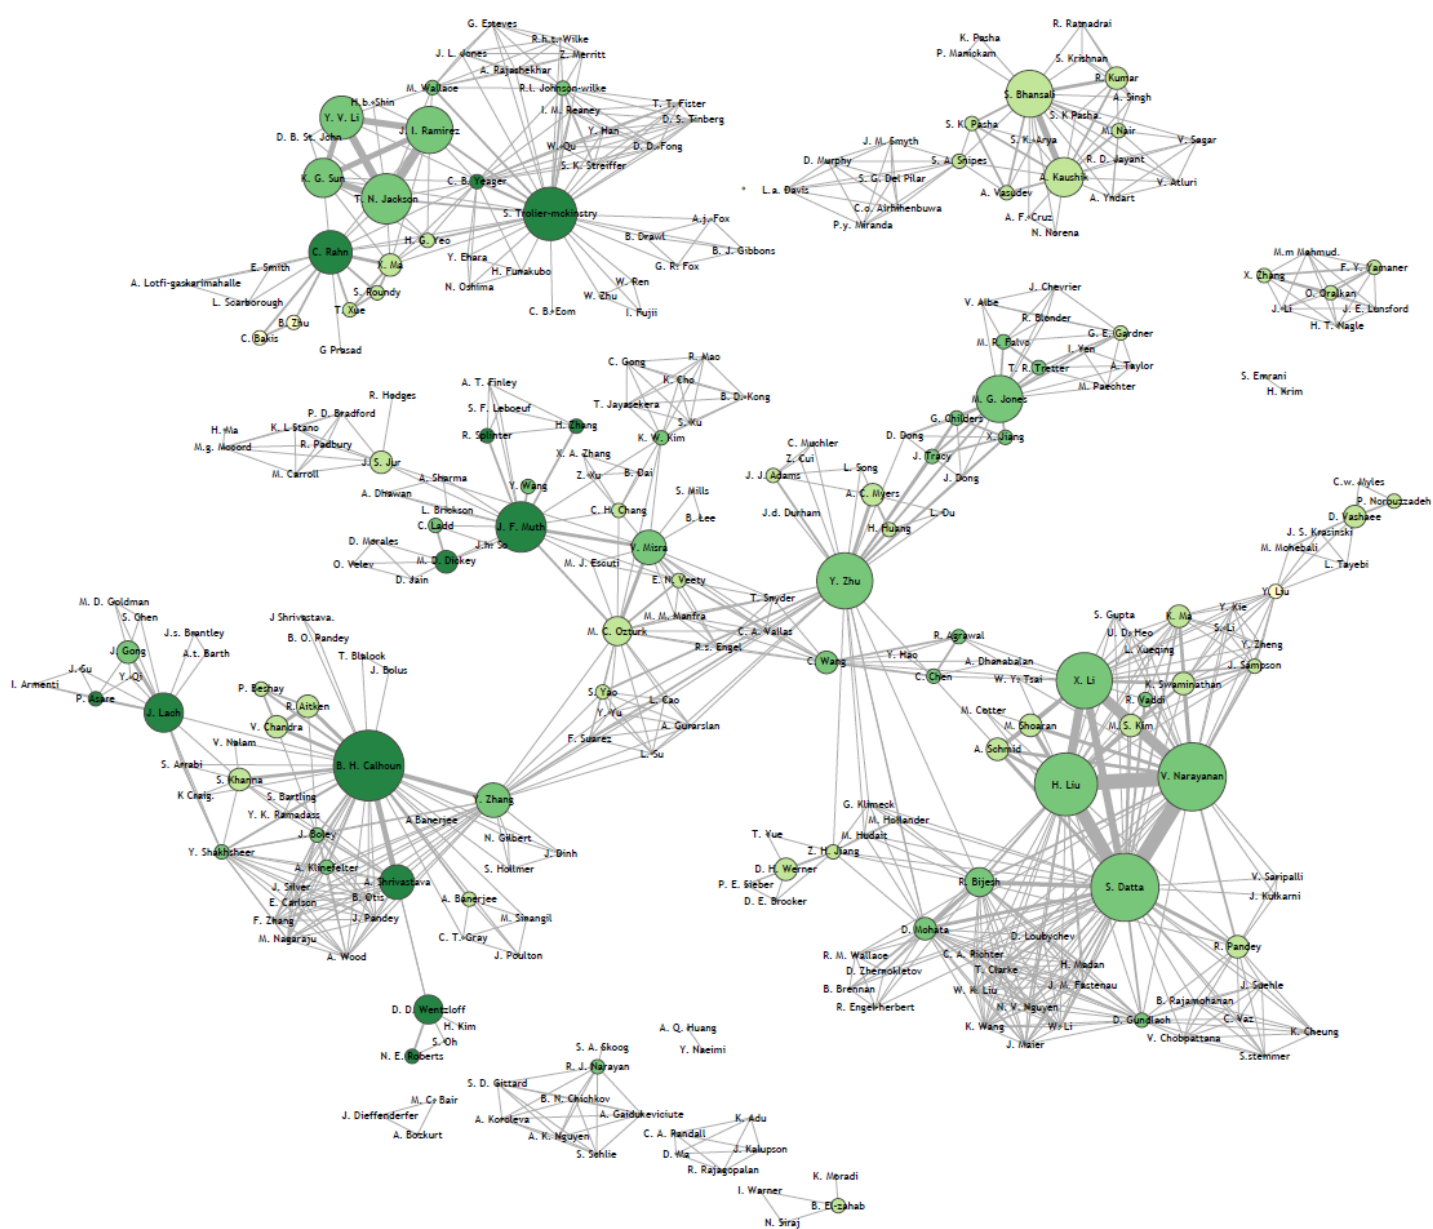 G. Esteves
R.h.t. Wilke
J. L. Jones
Z. Merritt
A. Rajashekhar
M. Wallace
R.l. Johnson-wilke
H.b. Shin
I. M. Reaney
T. T. Fister
Y. V. Li
J. I. Ramirez
D. S. Tinberg
Y. Han
D. B. St. John
W. Qu
D. D. Fong
S. K. Streiffer
K. G. Sun
C. B. Yeager
T. N. Jackson
S. Trolier-mckinstry
A.j. Fox
H. G. Yeo
B. Drawl
B. J. Gibbons
C. Rahn
Y. Ehara
X. Ma
G. R. Fox
E. Smith
H. Funakubo
A. Lotfi-gaskarimahalle
N. Oshima
W. Ren
S. Roundy
W. Zhu
L. Scarborough
T. Xue
C. B. Eom
I. Fujii
B. Zhu
C. Bakis
G Prasad
R. Ratnadrai
K. Pasha
P. Manickam
S. Krishnan
R. Kumar
S. Bhansali
A. Singh
S. K Pasha.
S. K. Pasha
M. Nair
S. K. Arya
V. Sagar
J. M. Smyth
D. Murphy
S. A. Snipes
R. D. Jayant
A. Kaushik
S. G. Del Pilar
V. Atluri
L.a. Davis
A. Vasudev
A. Yndart
C.o. Airhihenbuwa
A. F. Cruz
P.y. Miranda
N. Norena
M.m Mahmud.
X. Zhang
F. Y. Yamaner
O. Oralkan
J. Li
J. E. Lunsford
H. T. Nagle
S. Emrani
H. Krim
J. Chevrier
V. Albe
R. Blonder
G. E. Gardner
M. R. Falvo
I. Yen
T. R. Tretter
A. Taylor
M. Paechter
M. G. Jones
G. Childers
D. Dong
X. Jiang
J. Tracy
J. Dong
C. Gong
R. Mao
K. Cho
T. Jayasekera
B. D. Kong
S. Xu
K. W. Kim
A. T. Finley
R. Hodges
S. F. Leboeuf
P. D. Bradford
H. Ma
K. L Stano
R. Splinter
H. Zhang
M.g. Mcoord
R. Padbury
X. A. Zhang
J. S. Jur
M. Carroll
Z. Xu
B. Dai
A. Sharma
Y. Wang
A. Dhawan
S. Mills
L. Brickson
C. H. Chang
B. Lee
C. Ladd
J. F. Muth
J.h. So
V. Misra
D. Morales
M. D. Dickey
M. J. Escuti
O. Velev
D. Jain
E. N. Veety
C. Muchler
Z. Cui
L. Song
J. J. Adams
A. C. Myers
J.d. Durham
L. Du
H. Huang
Y. Zhu
T. Snyder
M. M. Manfra
M. C. Ozturk
C. A. Vallas
R.s. Engel
C. Wang
R. Agrawal
Y. Hao
A. Dhanabalan
C. Chen
C.w. Myles
P. Norouzzadeh
D. Vashaee
J. S. Krasinski
M. Mohebali
L. Tayebi
Y. Liu
S. Gupta
K. Ma
Y. Xie
U. D. Heo
S. Li
L. Xueqing
Y. Zheng
J. Sampson
W. Y. Tsai
X. Li
K. Swaminathan
R. Vaddi
M. Cotter
M. Shoaran
M. S. Kim
A. Schmid
H. Liu
V. Narayanan
M. D. Goldman
S. Chen
J Shrivastava.
J.s. Brantley
B. O. Pandey
J. Gong
A.t. Barth
T. Blalock
J. Su
Y. Qi
J. Bolus
I. Armenti
P. Asare
P. Beshay
J. Lach
R. Aitken
V. Chandra
V. Nalam
S. Arrabi
B. H. Calhoun
S. Khanna
K Craig.
S. Bartling
Y. Zhang
Y. K. Ramadass
A Banerjee
J. Boley
N. Gilbert
Y. Shakhsheer
J. Dinh
A. Klinefelter
S. Hollmer
A. Shrivastava
J. Silver
E. Carlson
B. Otis
F. Zhang
J. Pandey
A. Banerjee
M. Sinangil
M. Nagaraju
C. T. Gray
A. Wood
J. Poulton
S. Yao
L. Cao
Y. Yu
A. Gurarslan
F. Suarez
L. Su
G. Klimeck
M. Hollander
T. Yue
M. Hudait
Z. H. Jiang
D. H. Werner
P. E. Sieber
D. E. Brocker
R. Bijesh
S. Datta
V. Saripalli
J. Kulkarni
D. Mohata
D. Loubychev
R. Pandey
R. M. Wallace
C. A. Richter
H. Madan
D. Zhernokletov
T. Clarke
J. M. Fastenau
J. Suehle
B. Brennan
W. K. Liu
B. Rajamohanan
R. Engel-herbert
N. V. Nguyen
C. Vaz
K. Wang
W. Li
D. Gundlach
K. Cheung
J. Maier
V. Chobpattana
S.stemmer
D. D. Wentzloff
H. Kim
S. Oh
N. E. Roberts
A. Q. Huang
Y. Naeimi
S. A. Skoog
R. J. Narayan
S. D. Gittard
B. N. Chichkov
M. C. Bair
J. Dieffenderfer
A. Koroleva
A. Gaidukeviciute
A. Bozkurt
A. K. Nguyen
S. Schlie
K. Adu
C. A. Randall
D. Ma
J. Kalupson
R. Rajagopalan
K. Moradi
I. Warner
B. El-zahab
N. Siraj